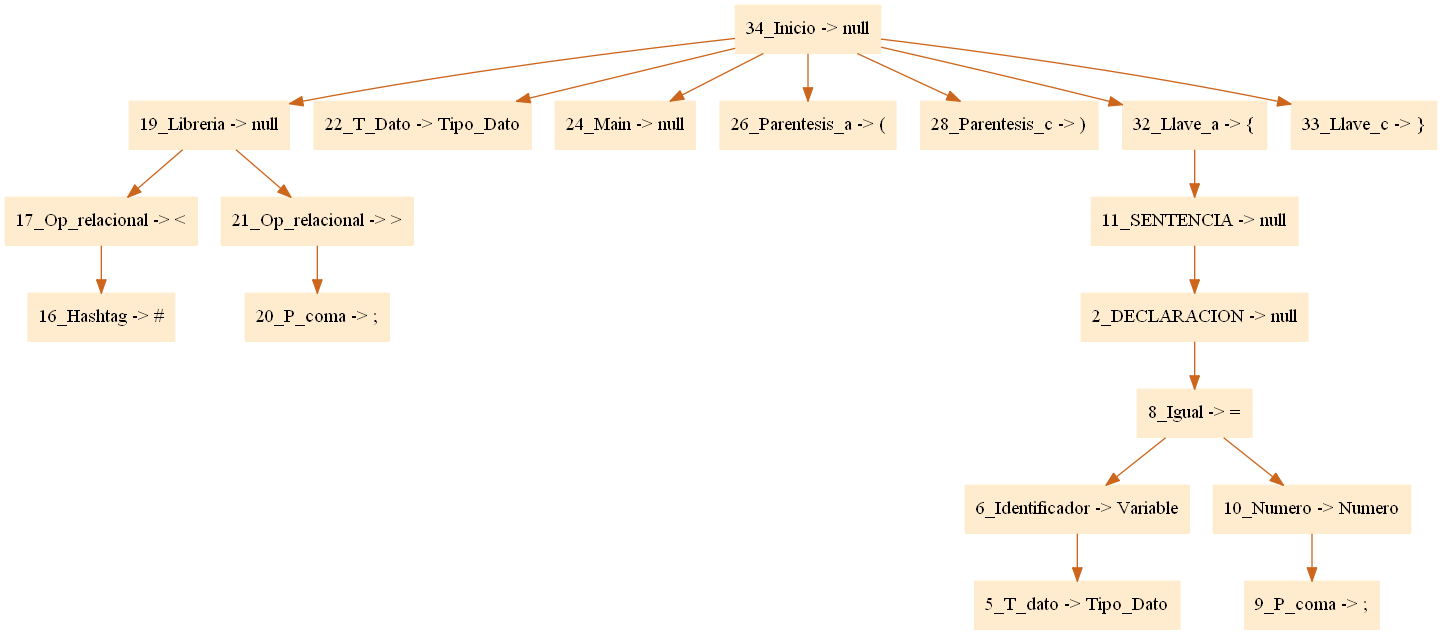 34_Inicio -> null
19_Libreria -> null
22_T_Dato -> Tipo_Dato
24_Main -> null
26_Parentesis_a -> (
28_Parentesis_c -> )
32_Llave_a -> {
33_Llave_c -> }
17_Op_relacional -> <
21_Op_relacional -> >
11_SENTENCIA -> null
16_Hashtag -> #
20_P_coma -> ;
2_DECLARACION -> null
8_Igual -> =
6_Identificador -> Variable
10_Numero -> Numero
5_T_dato -> Tipo_Dato
9_P_coma -> ;